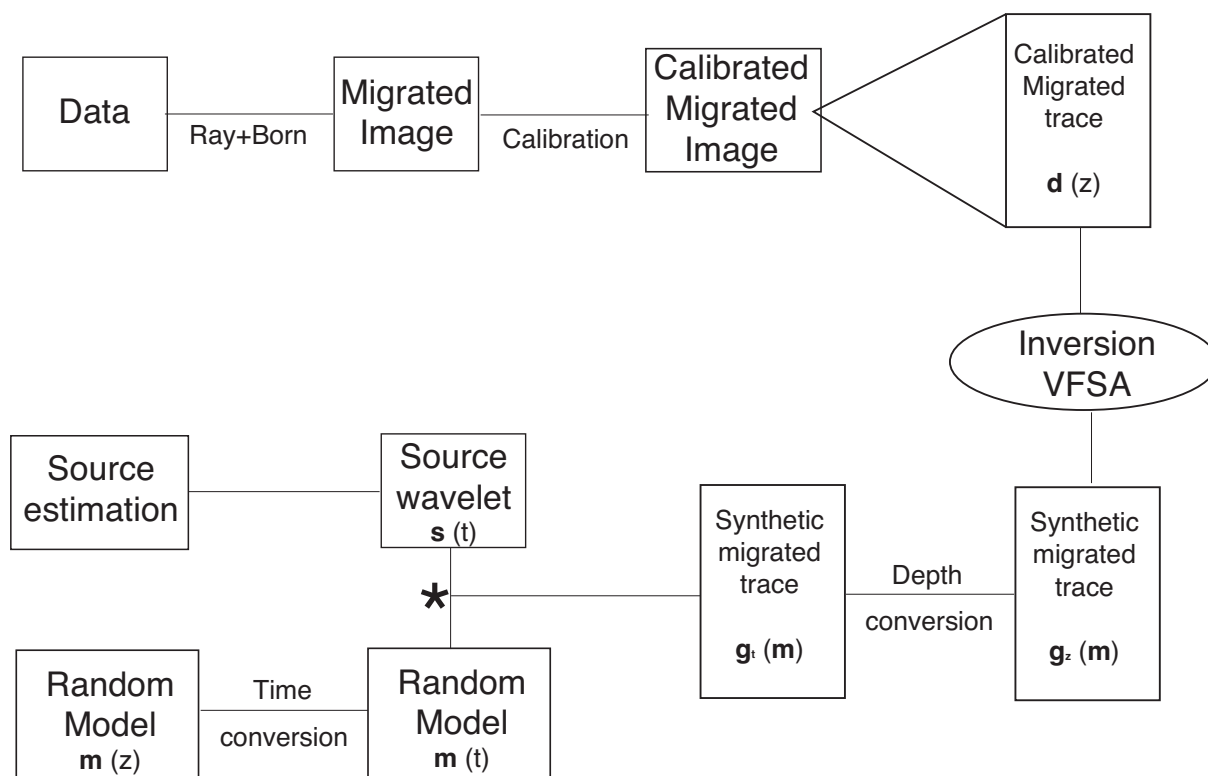 Data
Ray+Born
Migrated
Image
Calibration
Calibrated
Migrated
Image
Calibrated
Migrated
trace
d (z)
Inversion
VFSA
Source
estimation
Source
wavelet
s (t)
*
Random
Model
m (z)
Time
conversion
Random
Model
m (t)
Synthetic
migrated
trace
gt (m)
Depth
conversion
Synthetic
migrated
trace
gz (m)